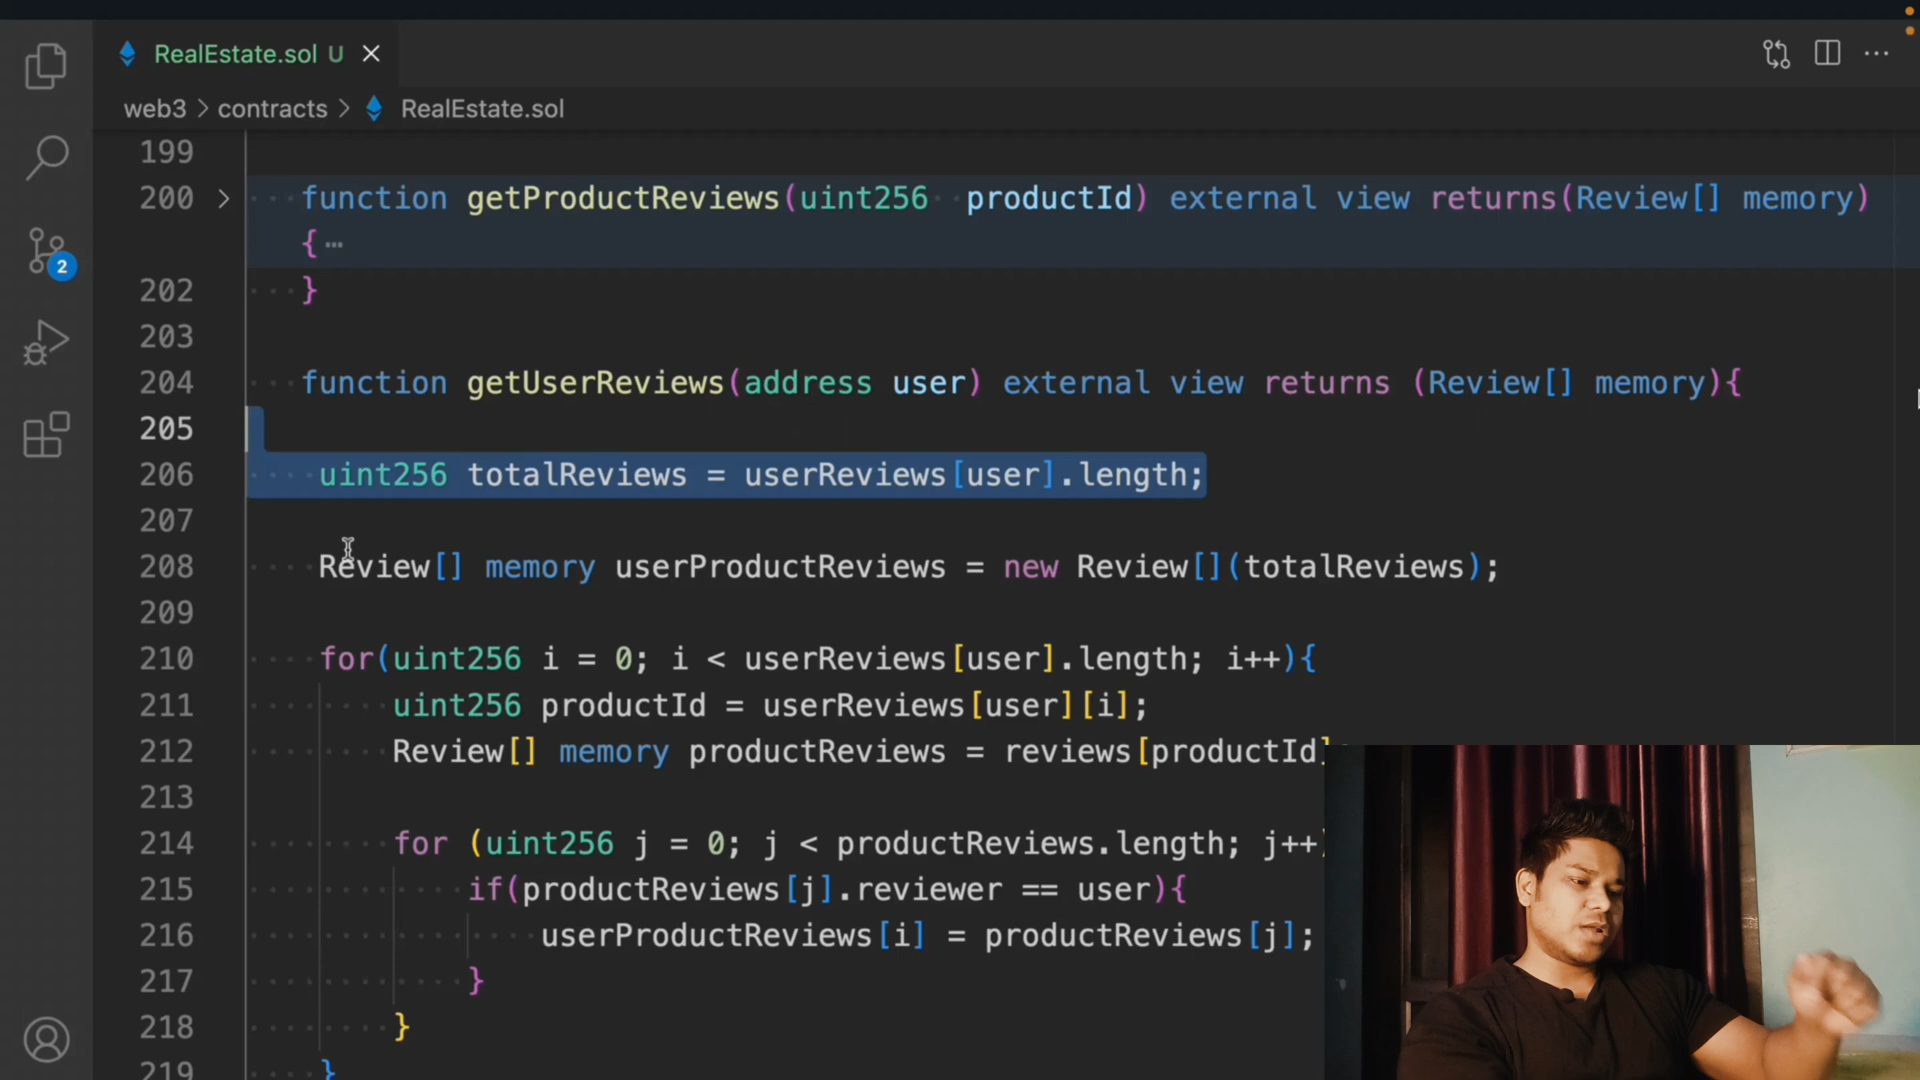 RealEstate.sol U
web3 > contracts > RealEstate.sol
199
200 function getProductReviews(uint256 productId) external view returns(Review[] memory)
{ …
202 }
203
204 function getUserReviews(address user) external view returns (Review[] memory){
205
206 uint256 totalReviews = userReviews[user].length;
207
208 Review[] memory userProductReviews = new Review[](totalReviews);
209
210 for(uint256 i = 0; i < userReviews[user].length; i++){
211 uint256 productId = userReviews[user][i];
212 Review[] memory productReviews = reviews[productId]
213
214 for (uint256 j = 0; j < productReviews.length; j++)
215 if(productReviews[j].reviewer == user){
216 userProductReviews[i] = productReviews[j];
217 }
218 }
219 }
2